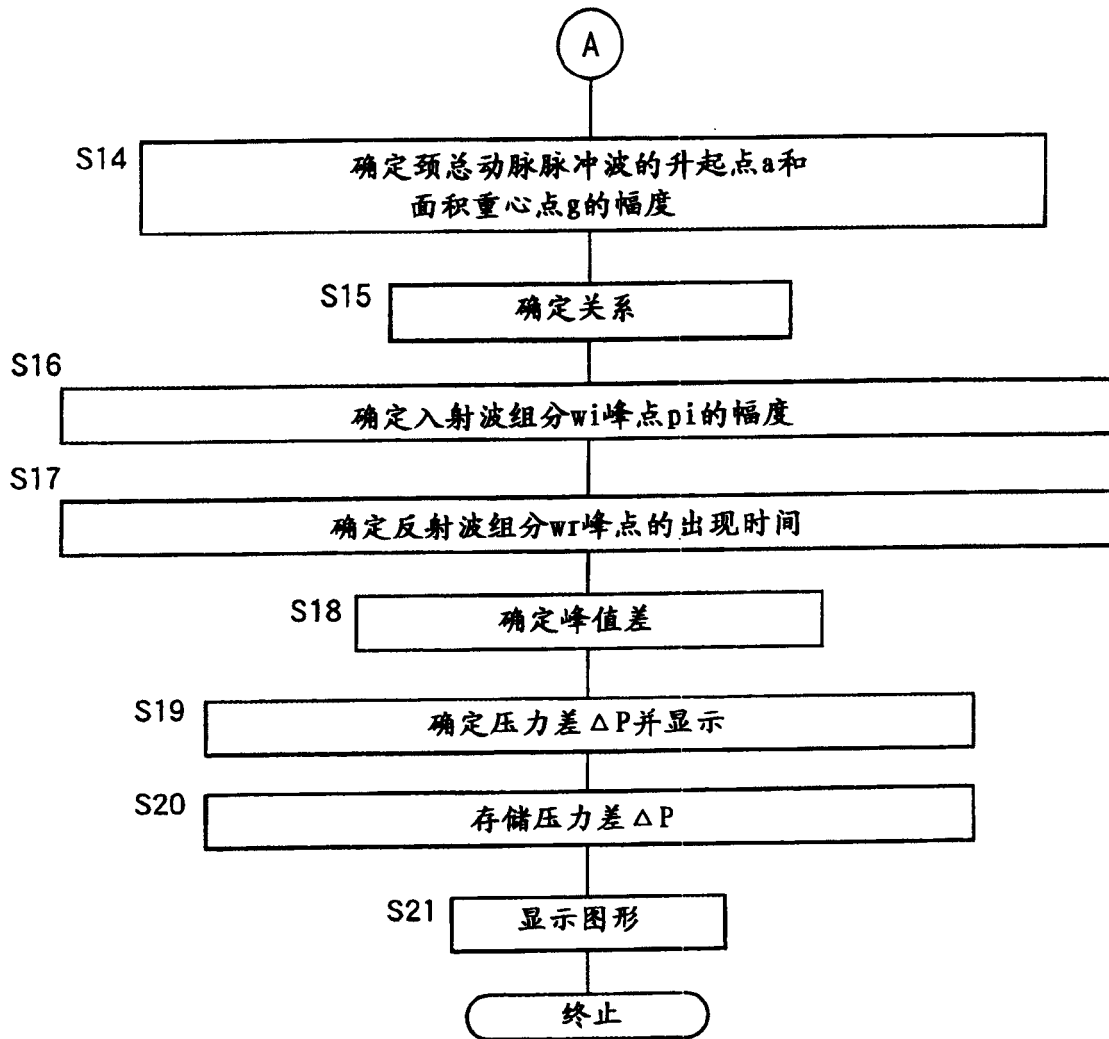 A
S14
确定颈总动脉脉冲波的升起点a和
面积重心点g的幅度
S15
确定关系
S16
确定入射波组分wi峰点pi的幅度
S17
确定反射波组分wr峰点的出现时间
S18
确定峰值差
S19
确定压力差△P并显示
S20
存储压力差△P
S21
显示图形
终止